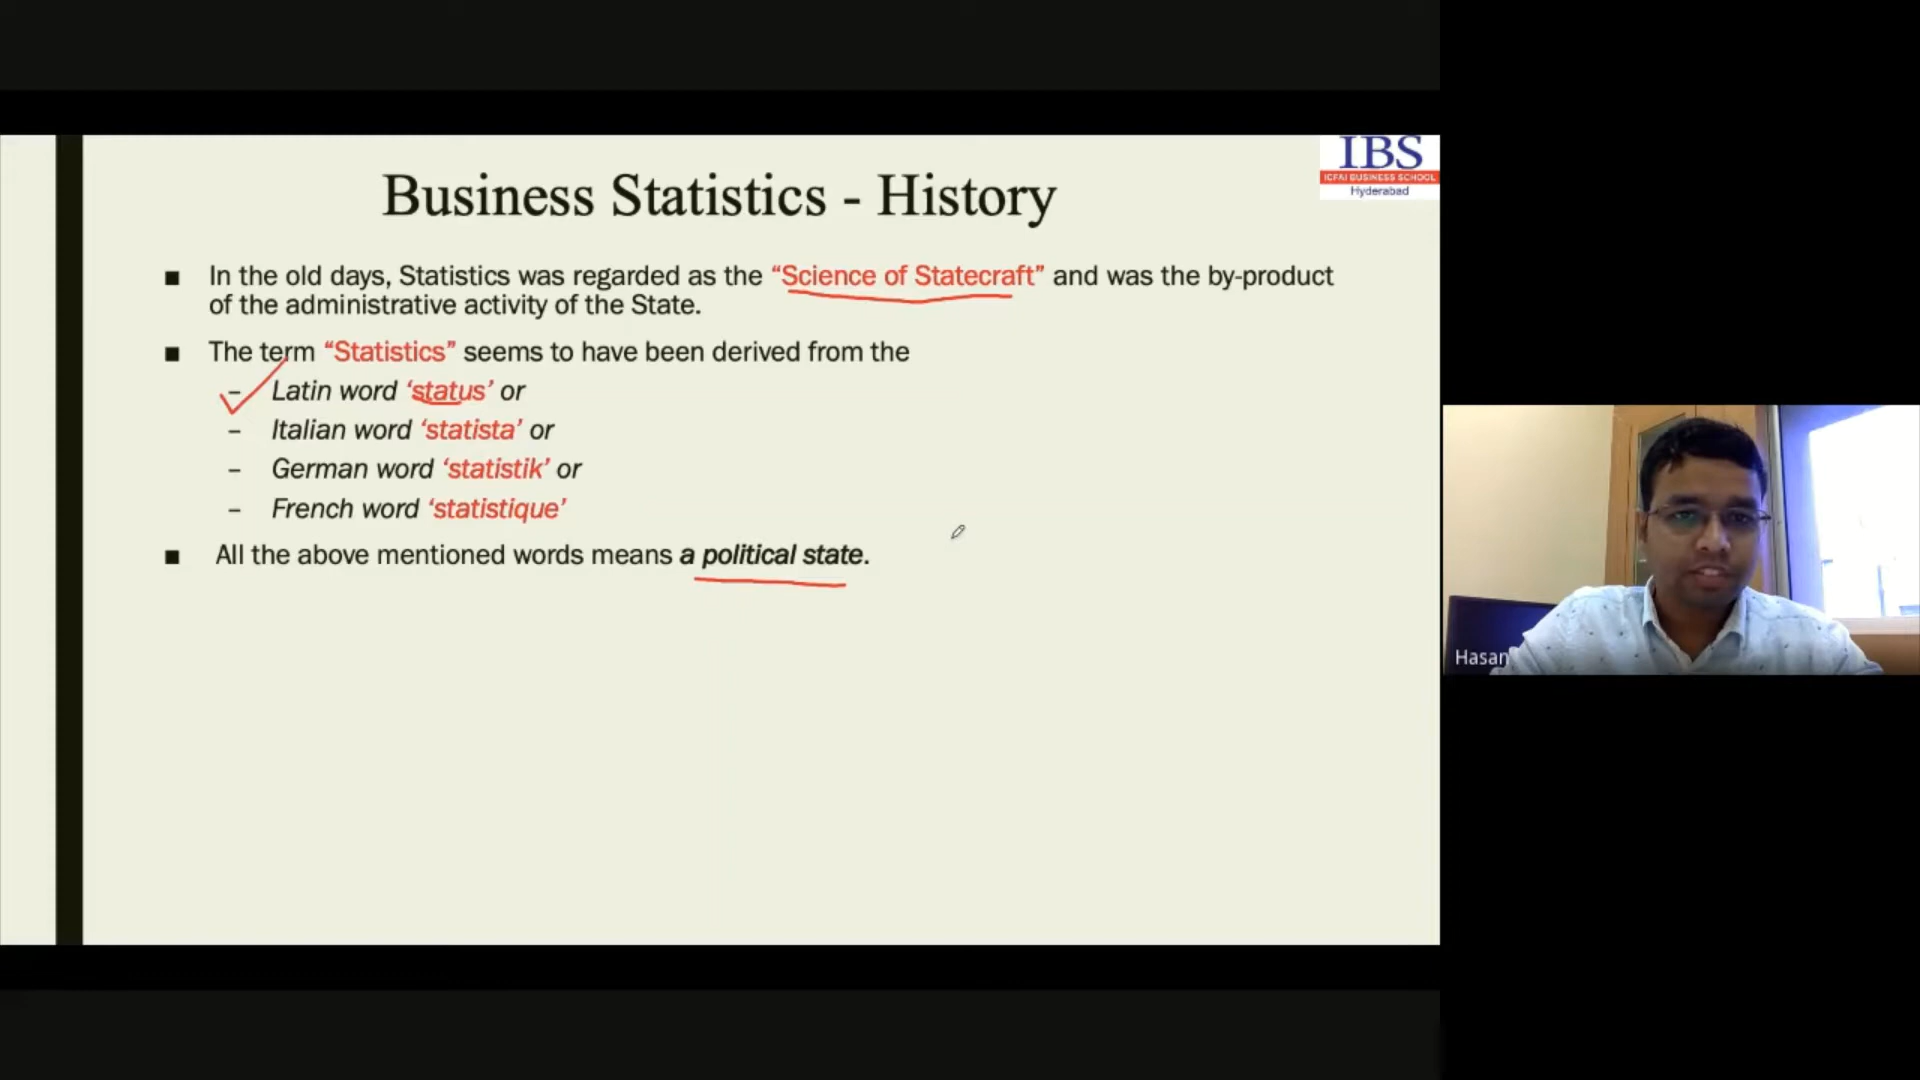 IBS
ICFAI BUSINESS SCHOOL
Hyderabad
Business Statistics - History
■ In the old days, Statistics was regarded as the “Science of Statecraft” and was the by-product
of the administrative activity of the State.
■ The term “Statistics” seems to have been derived from the
– Latin word ‘status’ or
– Italian word ‘statista’ or
– German word ‘statistik’ or
– French word ‘statistique’
■ All the above mentioned words means a political state.
Hasan